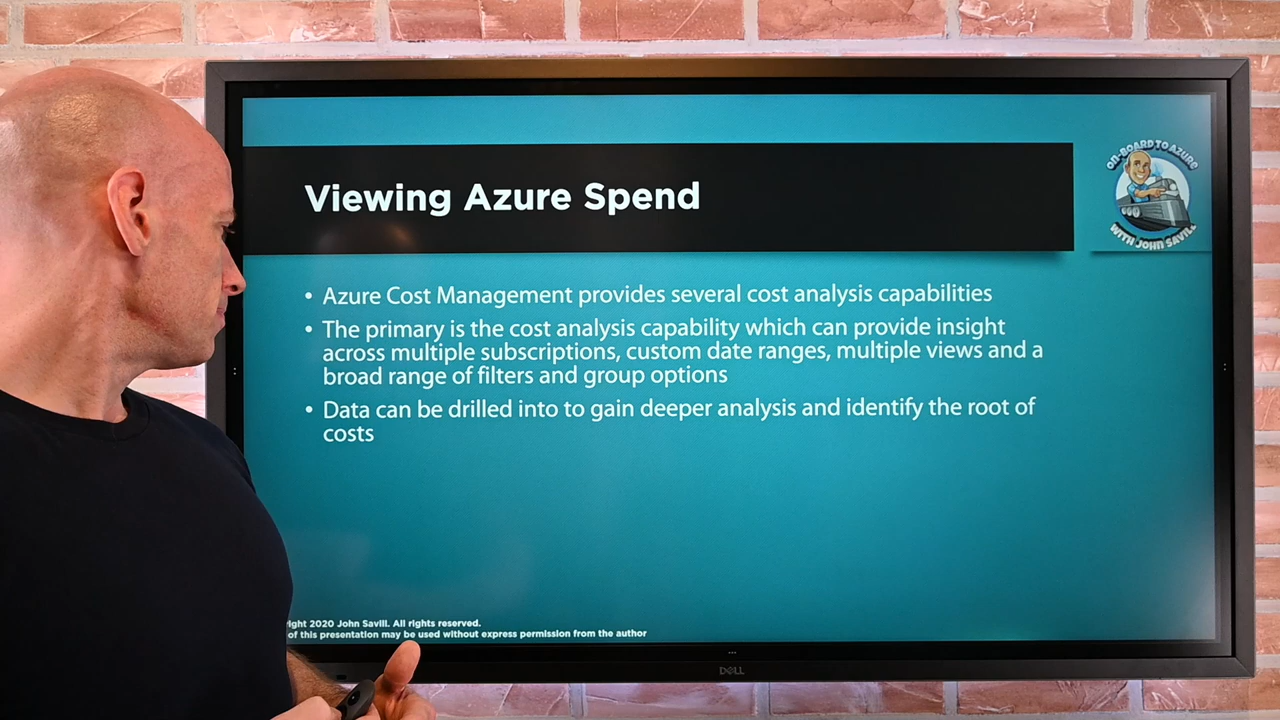 Viewing Azure Spend
ON-BOARD TO AZURE
WITH JOHN SAVILL
• Azure Cost Management provides several cost analysis capabilities
• The primary is the cost analysis capability which can provide insight
across multiple subscriptions, custom date ranges, multiple views and a
broad range of filters and group options
• Data can be drilled into to gain deeper analysis and identify the root of
costs
right 2020 John Savill. All rights reserved.
of this presentation may be used without express permission from the author
DELL